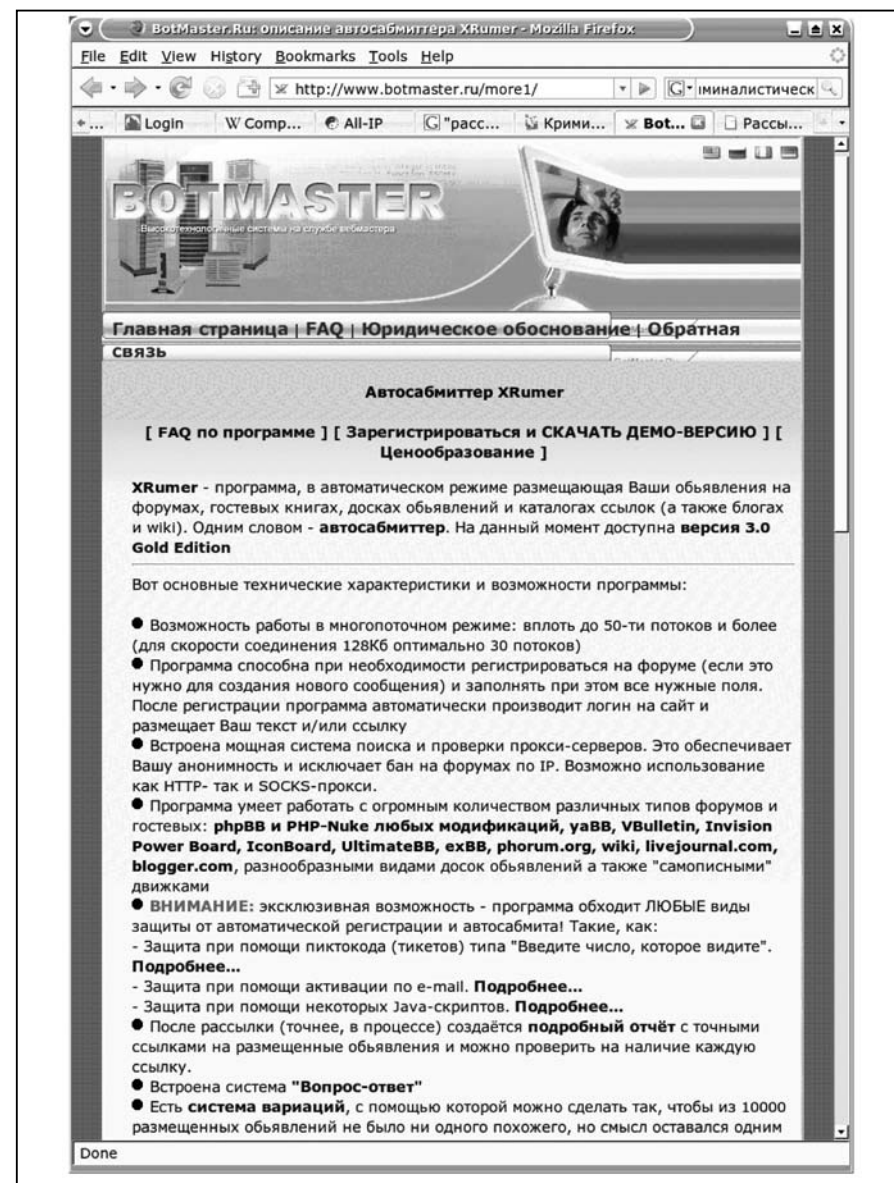 BotMaster.Ru: описание автосабмиттера XRumer - Mozilla Firefox
File Edit View History Bookmarks Tools Help
http://www.botmaster.ru/more1/ G иминалистическ
... Login W Comp... All-IP G "расс... Крими... Bot... Рассы...
BOTMASTER
Высокотехнологичные системы на службе вебмастера
Главная страница | FAQ | Юридическое обоснование | Обратная
связь
Автосабмиттер XRumer
[ FAQ по программе ] [ Зарегистрироваться и СКАЧАТЬ ДЕМО-ВЕРСИЮ ] [
Ценообразование ]
XRumer - программа, в автоматическом режиме размещающая Ваши обьявления на
форумах, гостевых книгах, досках обьявлений и каталогах ссылок (а также блогах
и wiki). Одним словом - автосабмиттер. На данный момент доступна версия 3.0
Gold Edition
Вот основные технические характеристики и возможности программы:
● Возможность работы в многопоточном режиме: вплоть до 50-ти потоков и более
(для скорости соединения 128Кб оптимально 30 потоков)
● Программа способна при необходимости регистрироваться на форуме (если это
нужно для создания нового сообщения) и заполнять при этом все нужные поля.
После регистрации программа автоматически производит логин на сайт и
размещает Ваш текст и/или ссылку
● Встроена мощная система поиска и проверки прокси-серверов. Это обеспечивает
Вашу анонимность и исключает бан на форумах по IP. Возможно использование
как HTTP- так и SOCKS-прокси.
● Программа умеет работать с огромным количеством различных типов форумов и
гостевых: phpBB и PHP-Nuke любых модификаций, yaBB, VBulletin, Invision
Power Board, IconBoard, UltimateBB, exBB, phorum.org, wiki, livejournal.com,
blogger.com, разнообразными видами досок обьявлений а также "самописными"
движками
● ВНИМАНИЕ: эксклюзивная возможность - программа обходит ЛЮБЫЕ виды
защиты от автоматической регистрации и автосабмита! Такие, как:
- Защита при помощи пиктокода (тикетов) типа "Введите число, которое видите".
Подробнее...
- Защита при помощи активации по e-mail. Подробнее...
- Защита при помощи некоторых Java-скриптов. Подробнее...
● После рассылки (точнее, в процессе) создаётся подробный отчёт с точными
ссылками на размещенные обьявления и можно проверить на наличие каждую
ссылку.
● Встроена система "Вопрос-ответ"
● Есть система вариаций, с помощью которой можно сделать так, чтобы из 10000
размещенных обьявлений не было ни одного похожего, но смысл оставался одним
Done